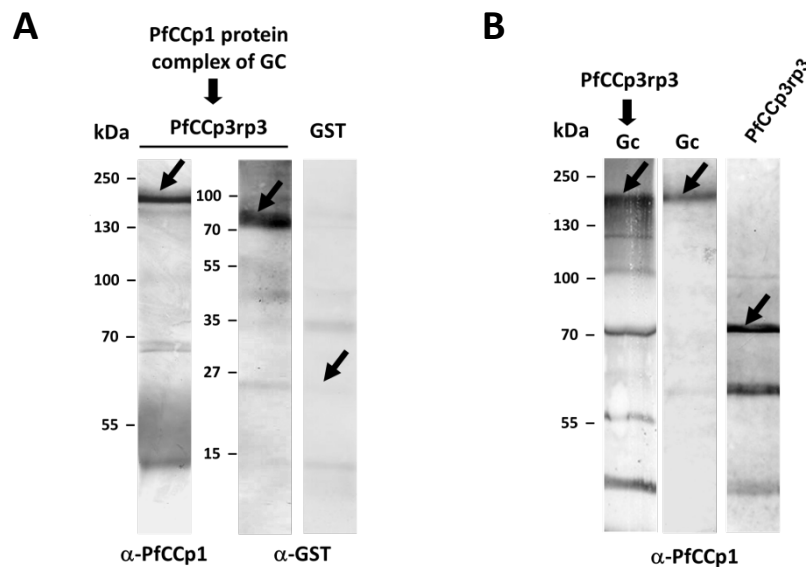 A
PfCCp1 protein
complex of GC
kDa
PfCCp3rp3
GST
250 –
130 –
100 –
70 –
55 –
100 –
70 –
55 –
35 –
27 –
15 –
α-PfCCp1
α-GST
B
PfCCp3rp3
kDa
Gc
Gc
PfCCp3rp3
250 –
130 –
100 –
70 –
55 –
α-PfCCp1